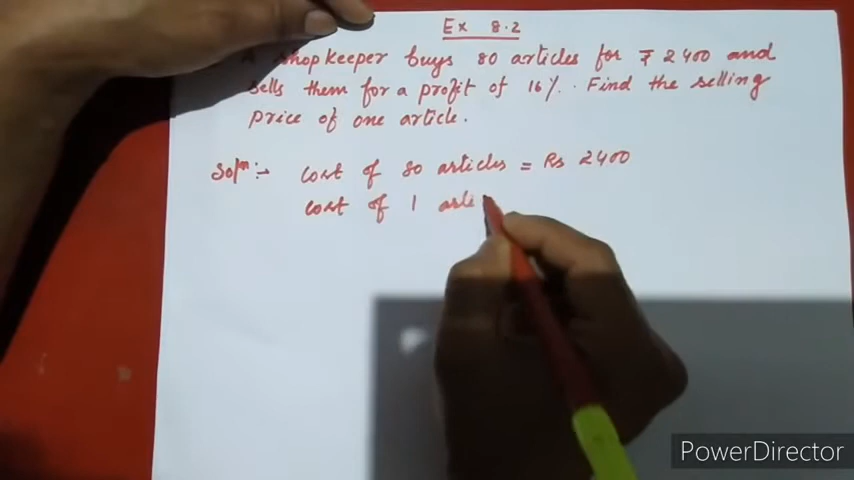 Ex 8.2
shopkeeper buys 80 articles for ₹ 2400 and
sells them for a profit of 16%. Find the selling
price of one article.
Soln:- cost of 80 articles = Rs 2400
cost of 1 arti
PowerDirector